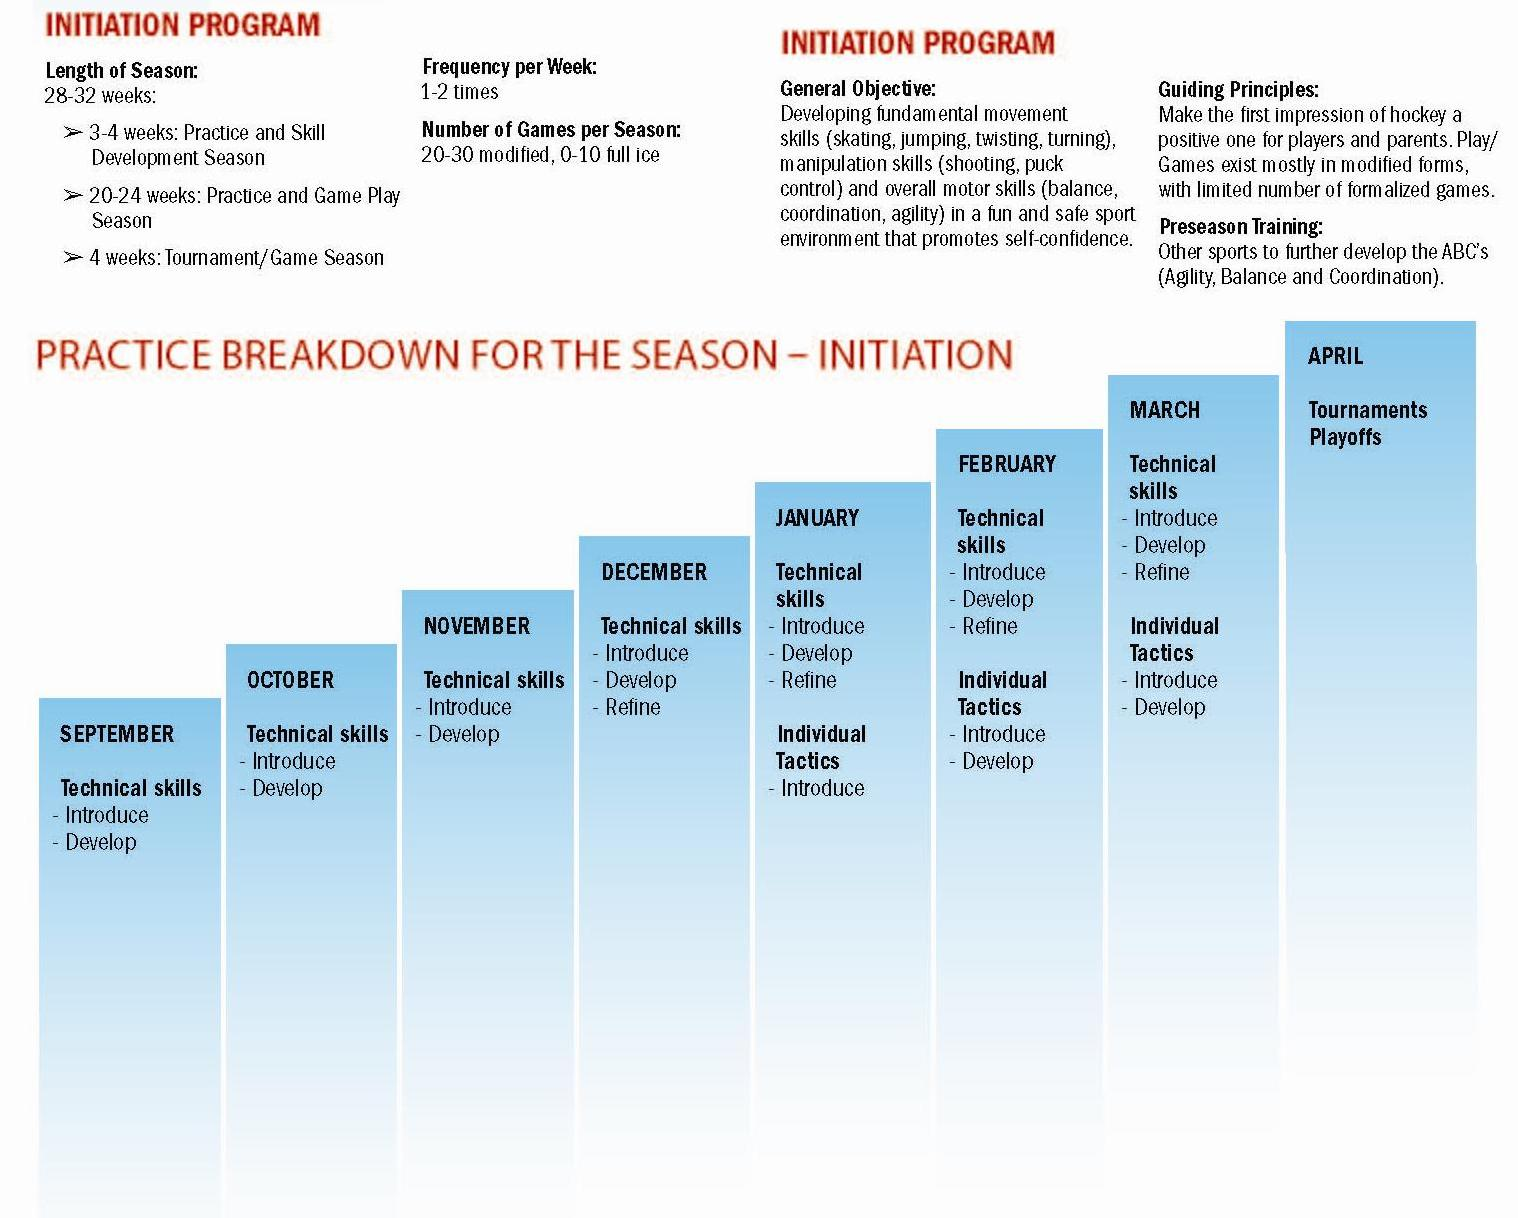 INITIATION PROGRAM
Length of Season:
28-32 weeks:
➢ 3-4 weeks: Practice and Skill
Development Season
➢ 20-24 weeks: Practice and Game Play
Season
➢ 4 weeks: Tournament/Game Season
Frequency per Week:
1-2 times
Number of Games per Season:
20-30 modified, 0-10 full ice
INITIATION PROGRAM
General Objective:
Developing fundamental movement
skills (skating, jumping, twisting, turning),
manipulation skills (shooting, puck
control) and overall motor skills (balance,
coordination, agility) in a fun and safe sport
environment that promotes self-confidence.
Guiding Principles:
Make the first impression of hockey a
positive one for players and parents. Play/
Games exist mostly in modified forms,
with limited number of formalized games.
Preseason Training:
Other sports to further develop the ABC's
(Agility, Balance and Coordination).
PRACTICE BREAKDOWN FOR THE SEASON – INITIATION
SEPTEMBER
Technical skills
- Introduce
- Develop
OCTOBER
Technical skills
- Introduce
- Develop
NOVEMBER
Technical skills
- Introduce
- Develop
DECEMBER
Technical skills
- Introduce
- Develop
- Refine
JANUARY
Technical
skills
- Introduce
- Develop
- Refine
Individual
Tactics
- Introduce
FEBRUARY
Technical
skills
- Introduce
- Develop
- Refine
Individual
Tactics
- Introduce
- Develop
MARCH
Technical
skills
- Introduce
- Develop
- Refine
Individual
Tactics
- Introduce
- Develop
APRIL
Tournaments
Playoffs